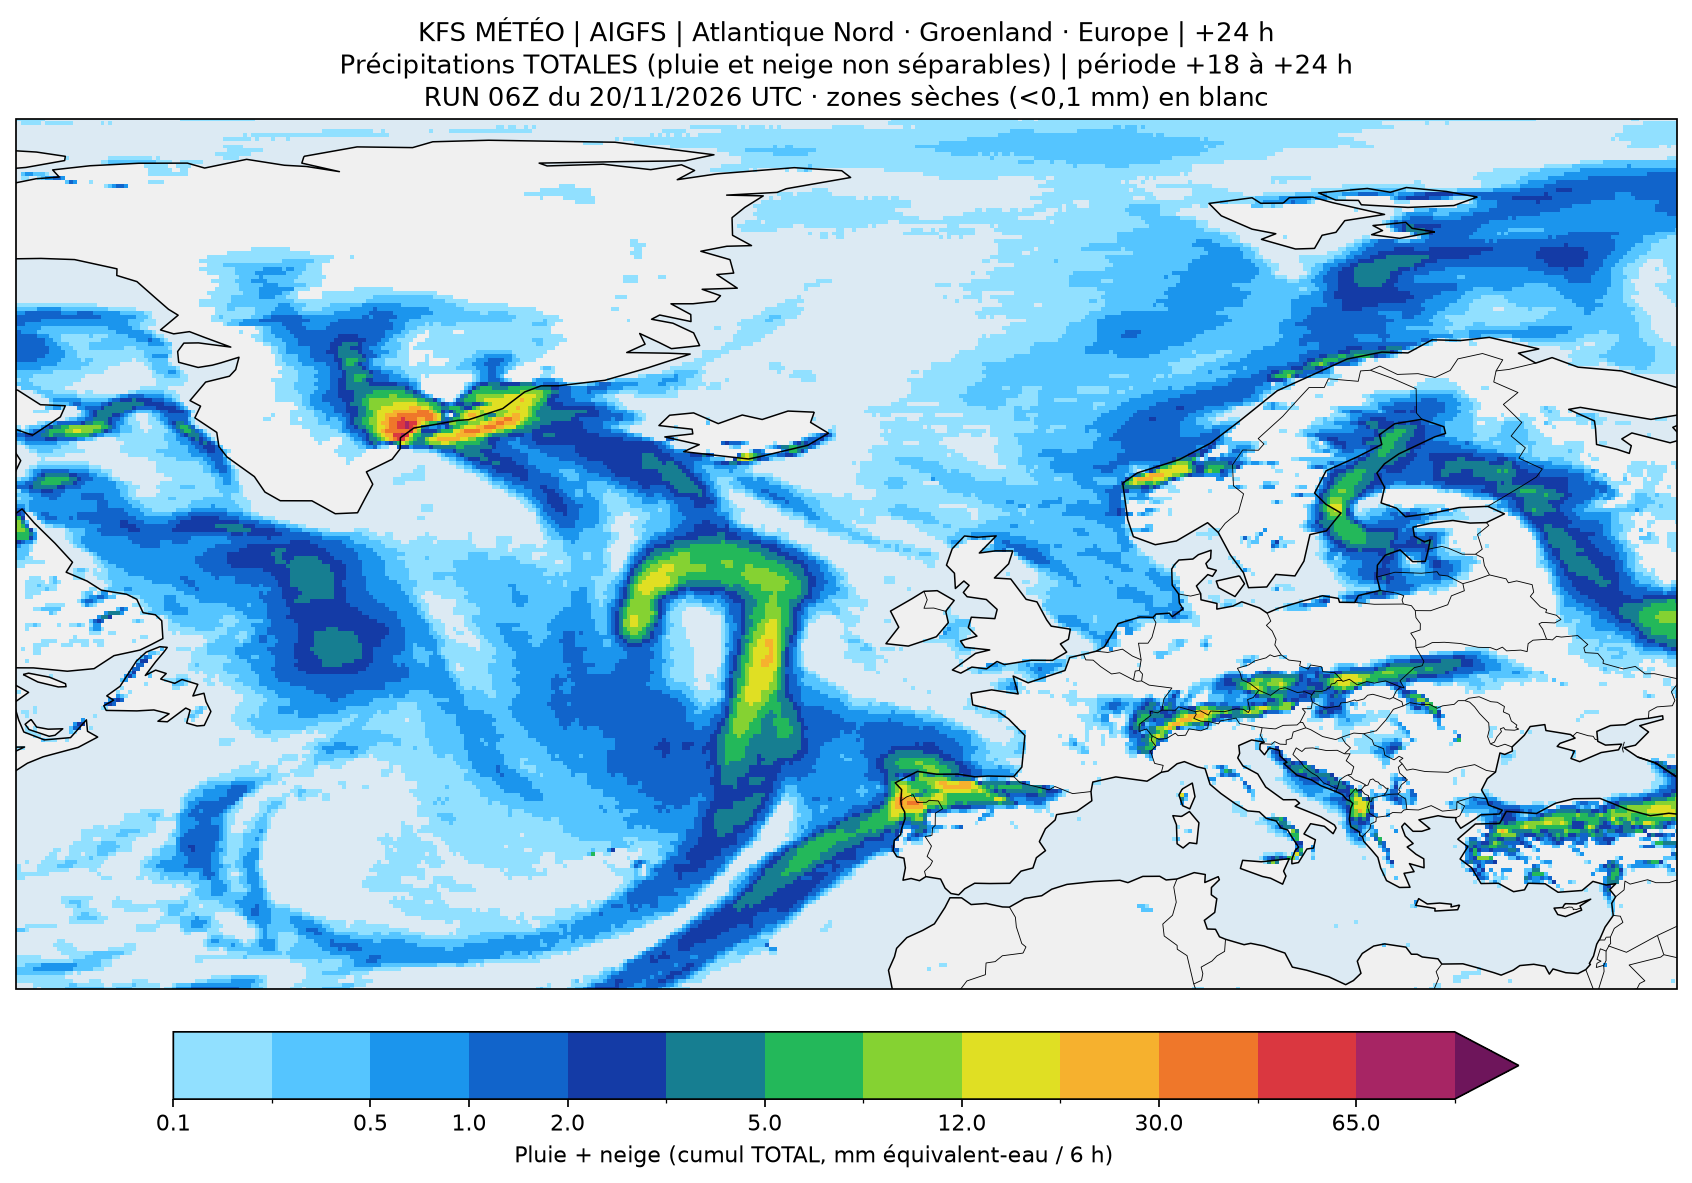 KFS MÉTÉO | AIGFS | Atlantique Nord · Groenland · Europe | +24 h
Précipitations TOTALES (pluie et neige non séparables) | période +18 à +24 h
RUN 06Z du 20/11/2026 UTC · zones sèches (<0,1 mm) en blanc
0.1 0.5 1.0 2.0 5.0 12.0 30.0 65.0
Pluie + neige (cumul TOTAL, mm équivalent-eau / 6 h)